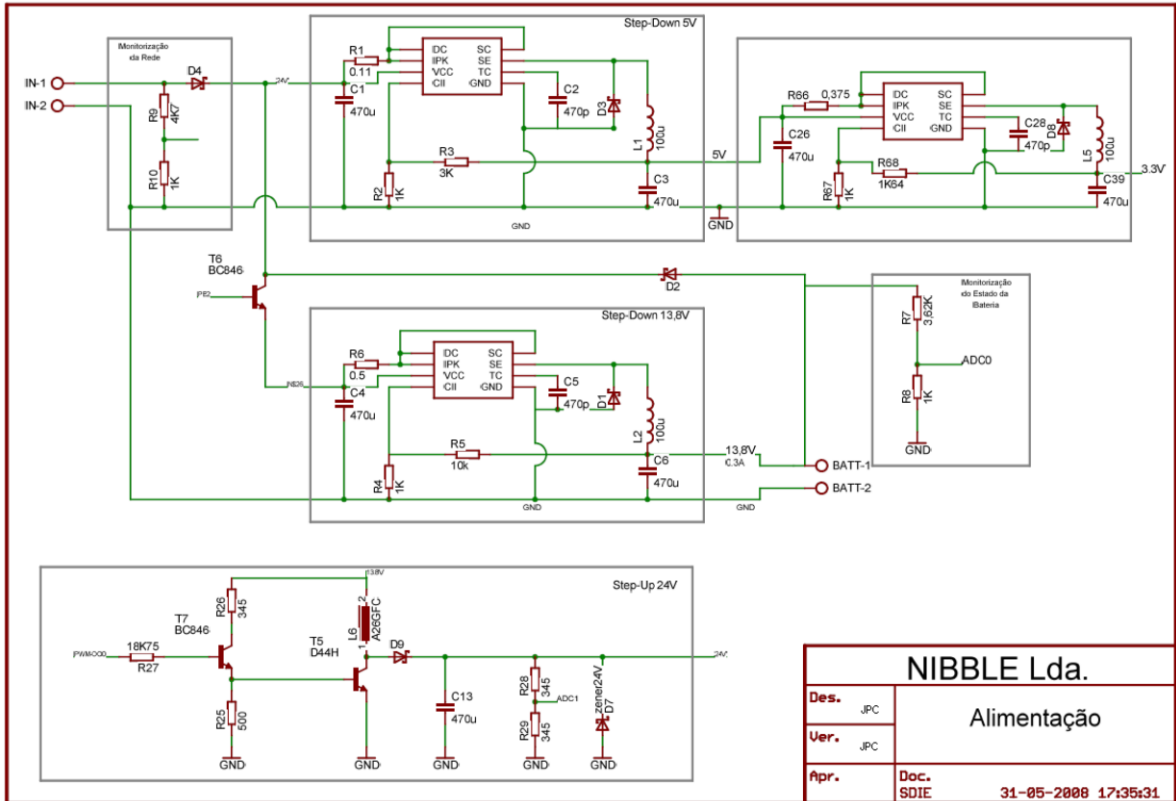 Monitorização
da Rede
IN-1
IN-2
D4
R9
4K7
R10
1K
24V
Step-Down 5V
R1
0.11
C1
470u
DC
IPK
VCC
CII
SC
SE
TC
GND
C2
470p
D3
L1
100u
R3
3K
R2
1K
C3
470u
GND
5V
GND
R66
0,375
C26
470u
DC
IPK
VCC
CII
SC
SE
TC
GND
C28
470p
D8
L5
100u
R68
1K64
R67
1K
C39
470u
3.3V
T6
BC846
D2
Step-Down 13,8V
R6
0.5
C4
470u
DC
IPK
VCC
CII
SC
SE
TC
GND
C5
470p
D1
L2
100u
R5
10k
R4
1K
C6
470u
GND
13,8V
0.3A
GND
BATT-1
BATT-2
Monitorização
do Estado da
Bateria
R7
3,62K
ADC0
R8
1K
GND
Step-Up 24V
13,8V
R26
345
T7
BC846
18K75
R27
R25
500
GND
L6
A26GFC
2
1
T5
D44H
GND
D9
C13
470u
GND
R28
345
ADC1
R29
345
GND
zener24V
D7
GND
24V
NIBBLE Lda.
Des.
JPC
Ver.
JPC
Alimentação
Apr.
Doc.
SDIE
31-05-2008 17:35:31